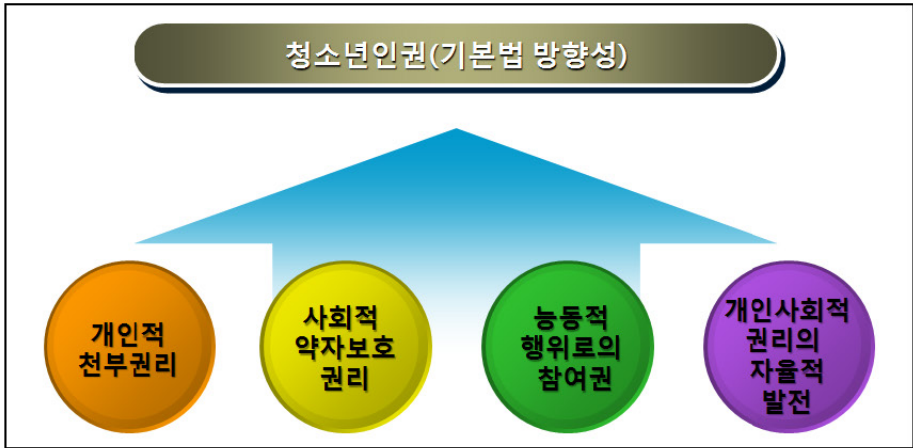 청소년인권(기본법 방향성)
개인적
천부권리
사회적
약자보호
권리
능동적
행위로의
참여권
개인사회적
권리의
자율적
발전